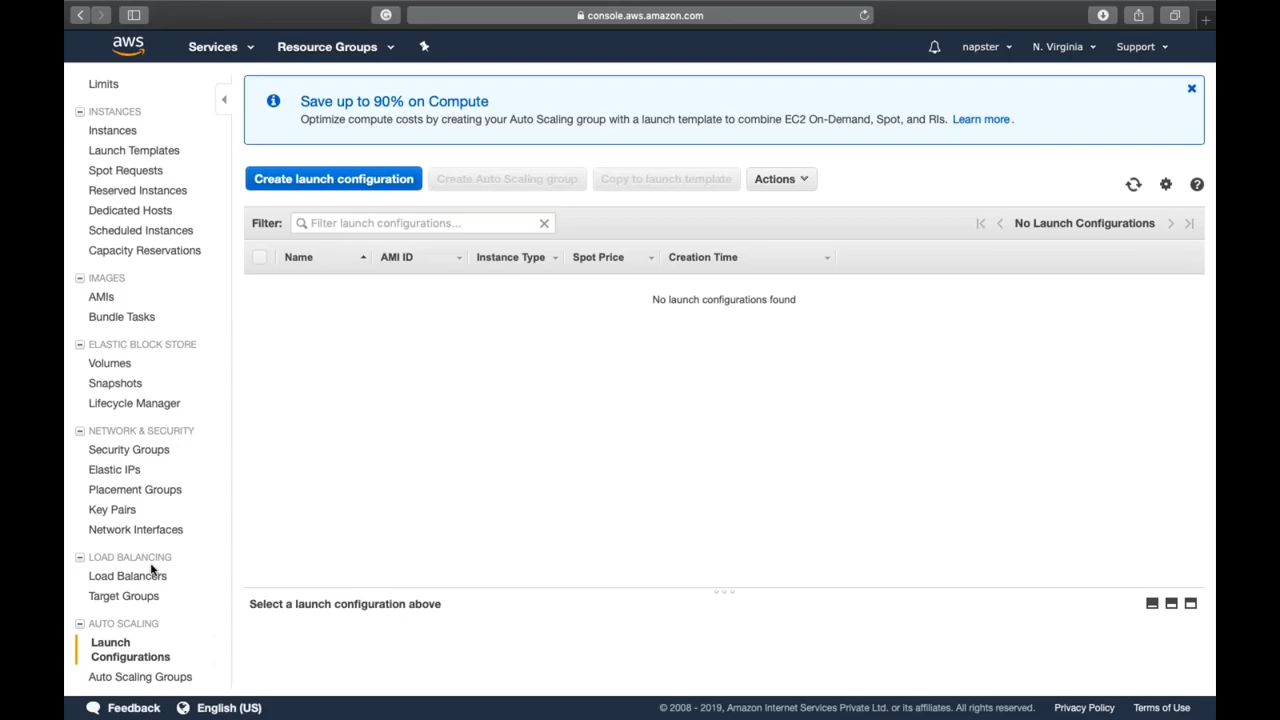 console.aws.amazon.com
aws
Services
Resource Groups
napster
N. Virginia
Support
Limits
INSTANCES
Instances
Launch Templates
Spot Requests
Reserved Instances
Dedicated Hosts
Scheduled Instances
Capacity Reservations
IMAGES
AMIs
Bundle Tasks
ELASTIC BLOCK STORE
Volumes
Snapshots
Lifecycle Manager
NETWORK & SECURITY
Security Groups
Elastic IPs
Placement Groups
Key Pairs
Network Interfaces
LOAD BALANCING
Load Balancers
Target Groups
AUTO SCALING
Launch
Configurations
Auto Scaling Groups
Save up to 90% on Compute
Optimize compute costs by creating your Auto Scaling group with a launch template to combine EC2 On-Demand, Spot, and RIs. Learn more.
Create launch configuration
Create Auto Scaling group
Copy to launch template
Actions
Filter:
Filter launch configurations...
No Launch Configurations
Name
AMI ID
Instance Type
Spot Price
Creation Time
No launch configurations found
Select a launch configuration above
Feedback
English (US)
© 2008 - 2019, Amazon Internet Services Private Ltd. or its affiliates. All rights reserved.
Privacy Policy
Terms of Use